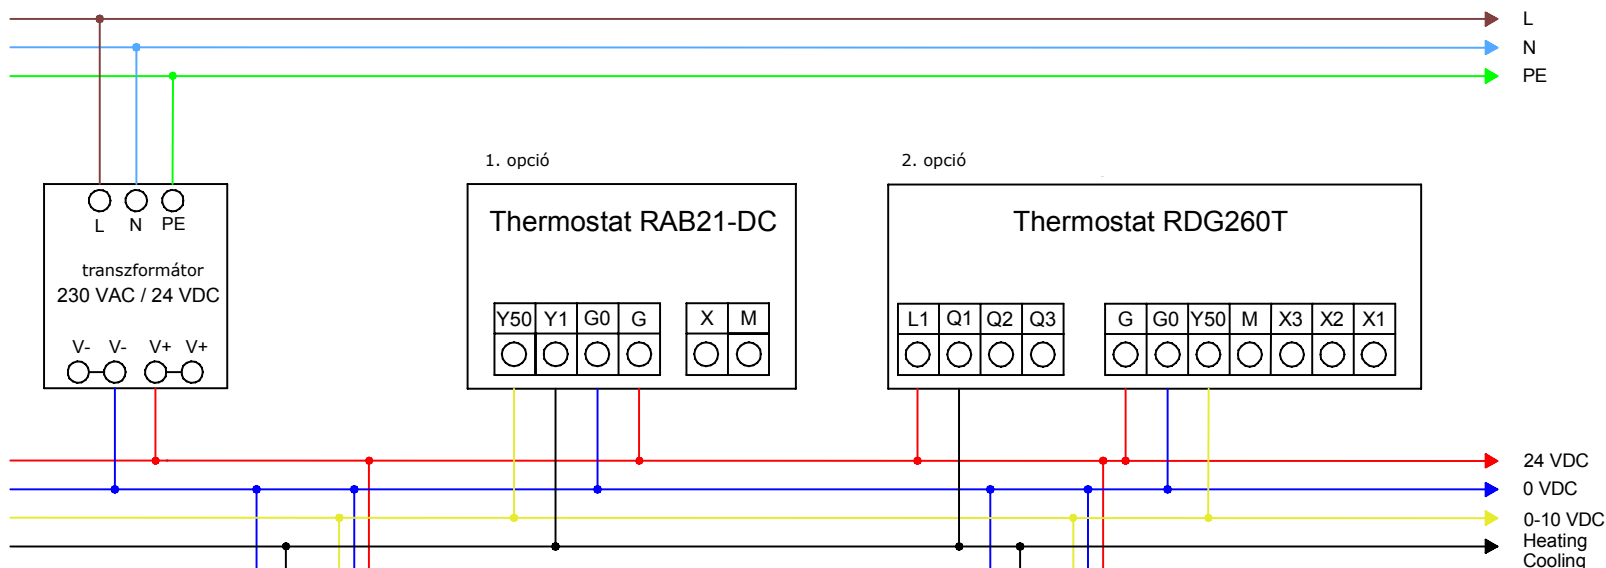 L
N
PE
1. opció
2. opció
L N PE
transzformátor
230 VAC / 24 VDC
V- V- V+ V+
Thermostat RAB21-DC
Y50 Y1 G0 G X M
Thermostat RDG260T
L1 Q1 Q2 Q3 G G0 Y50 M X3 X2 X1
24 VDC
0 VDC
0-10 VDC
Heating
Cooling